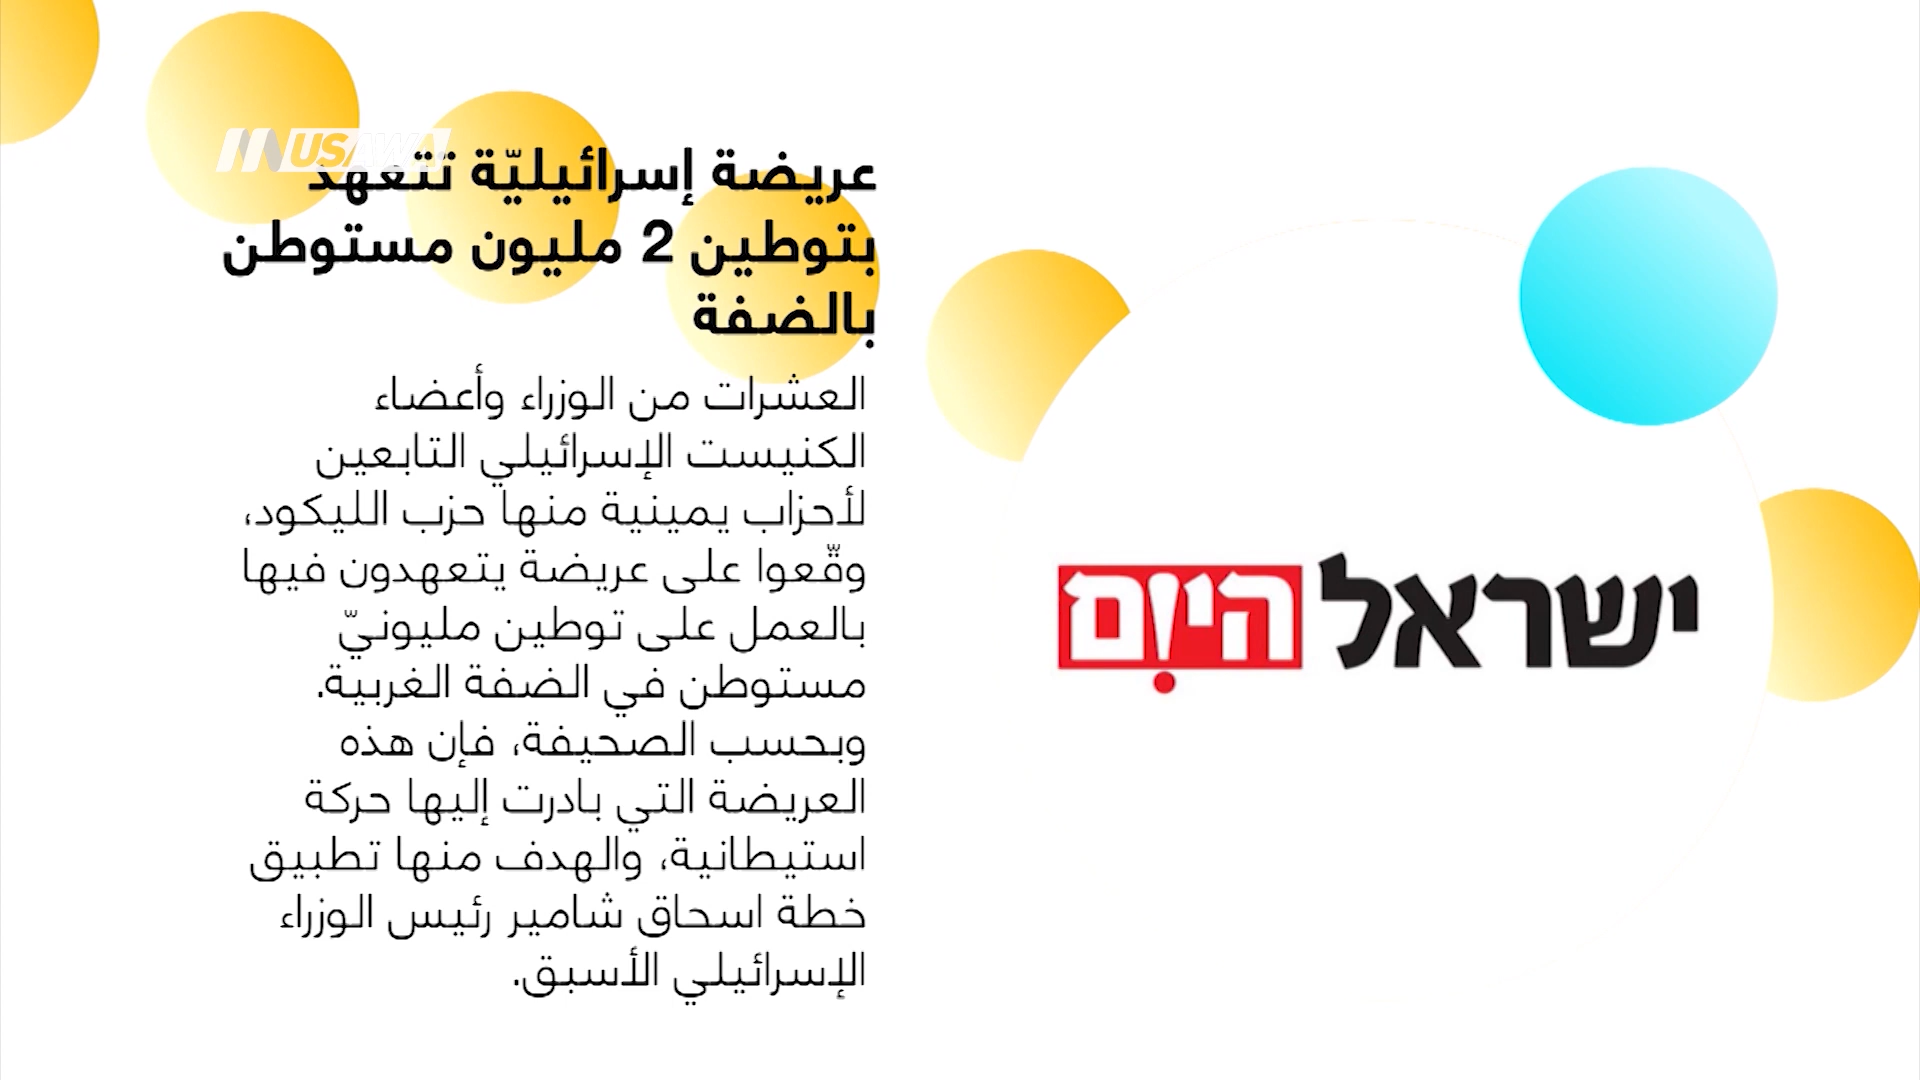 MUSAWA
عريضة إسرائيليّة تتعهد
بتوطين 2 مليون مستوطن
بالضفة
العشرات من الوزراء وأعضاء
الكنيست الإسرائيلي التابعين
لأحزاب يمينية منها حزب الليكود،
وقّعوا على عريضة يتعهدون فيها
بالعمل على توطين مليونيّ
مستوطن في الضفة الغربية.
وبحسب الصحيفة، فإن هذه
العريضة التي بادرت إليها حركة
استيطانية، والهدف منها تطبيق
خطة اسحاق شامير رئيس الوزراء
الإسرائيلي الأسبق.
ישראל היום